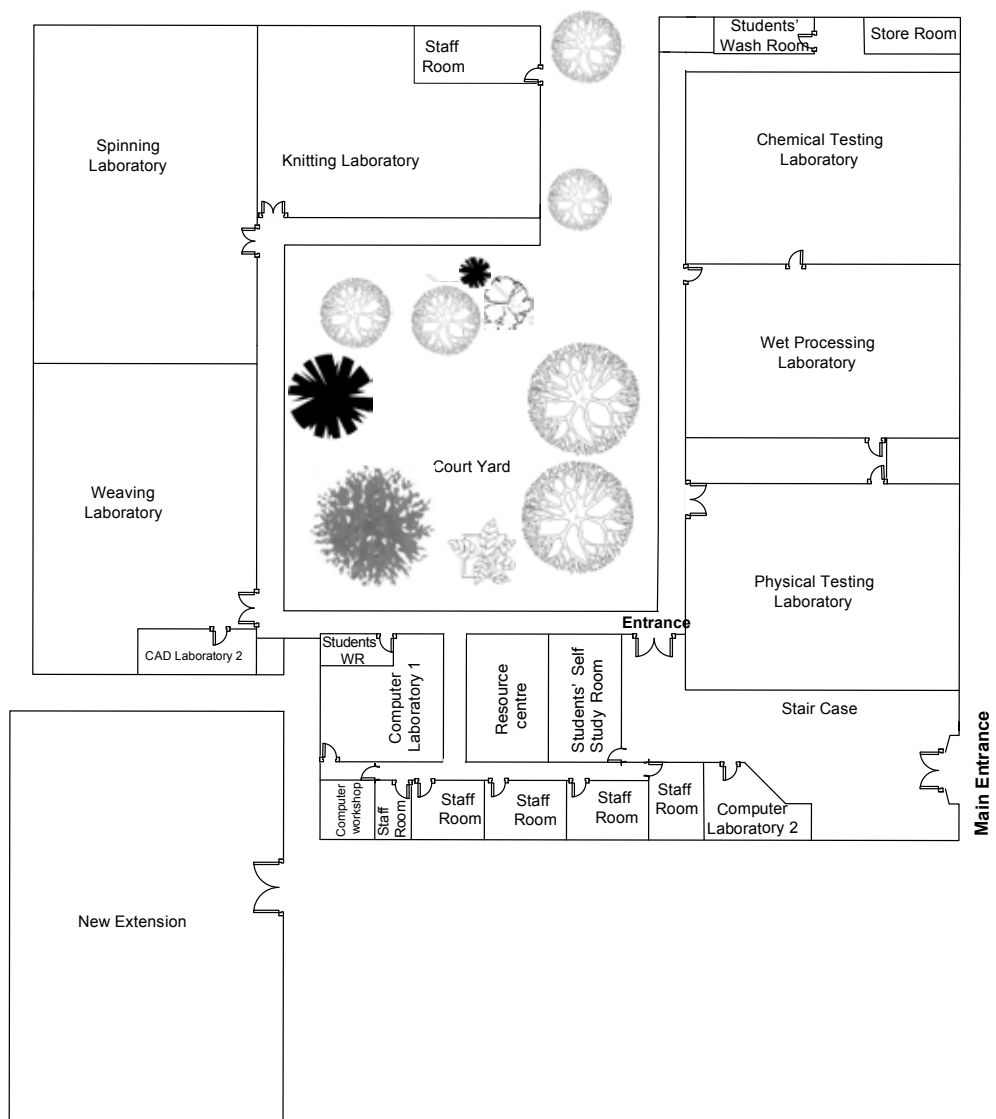 Students'
Wash Room
Store Room
Staff
Room
Spinning
Laboratory
Knitting Laboratory
Chemical Testing
Laboratory
Wet Processing
Laboratory
Court Yard
Weaving
Laboratory
Physical Testing
Laboratory
Entrance
CAD Laboratory 2
Students
WR
Computer
Laboratory 1
Resource
centre
Students' Self
Study Room
Stair Case
Main Entrance
Computer
workshop
Staff
Room
Staff
Room
Staff
Room
Staff
Room
Staff
Room
Computer
Laboratory 2
New Extension